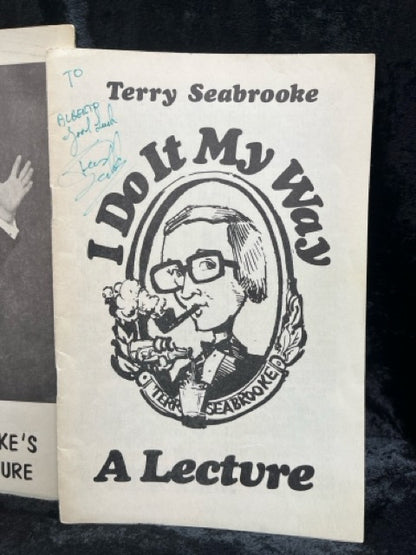 TO
ALBERTO
Good Luck
Terry Seabrooke
I Do It My Way
TERRY SEABROOKE
A Lecture
KE'S
URE